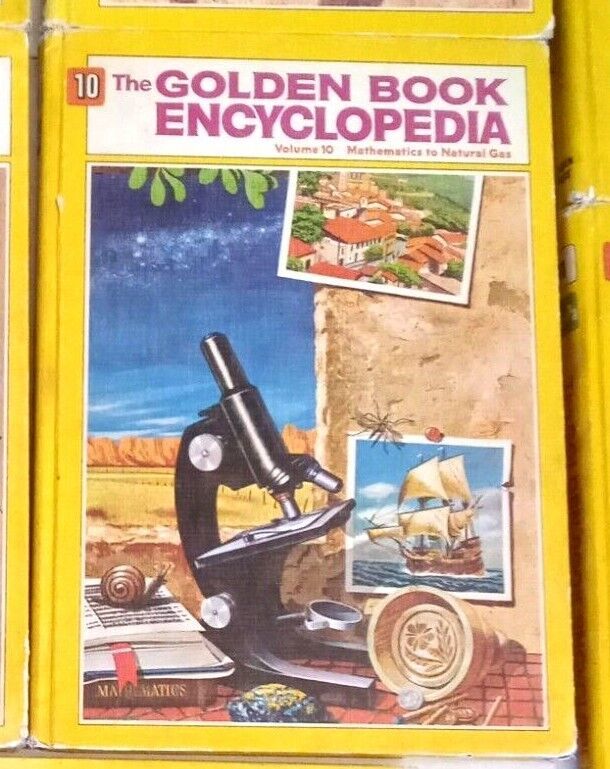 10 The GOLDEN BOOK
ENCYCLOPEDIA
Volume 10 Mathematics to Natural Gas
MATHEMATICS